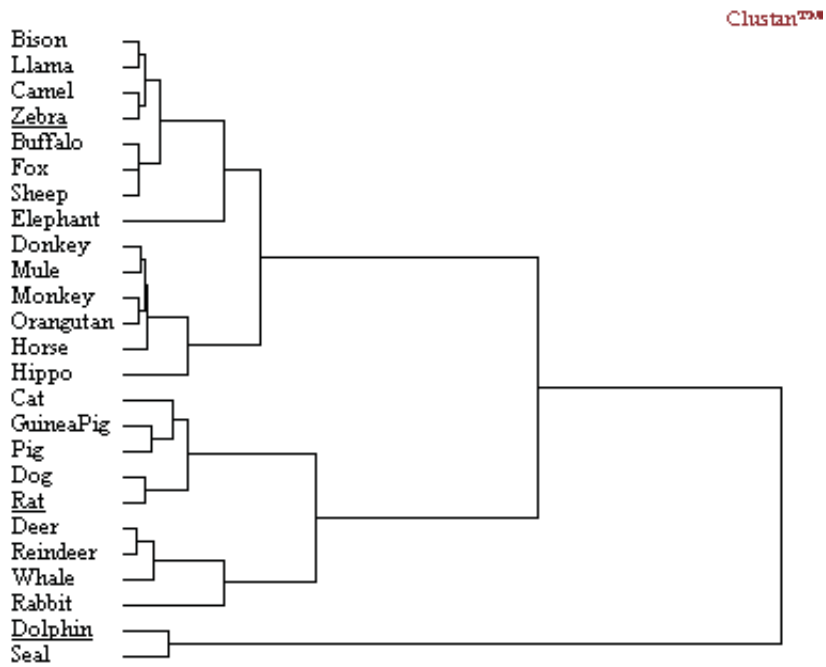 Clustan™
Bison
Llama
Camel
Zebra
Buffalo
Fox
Sheep
Elephant
Donkey
Mule
Monkey
Orangutan
Horse
Hippo
Cat
GuineaPig
Pig
Dog
Rat
Deer
Reindeer
Whale
Rabbit
Dolphin
Seal